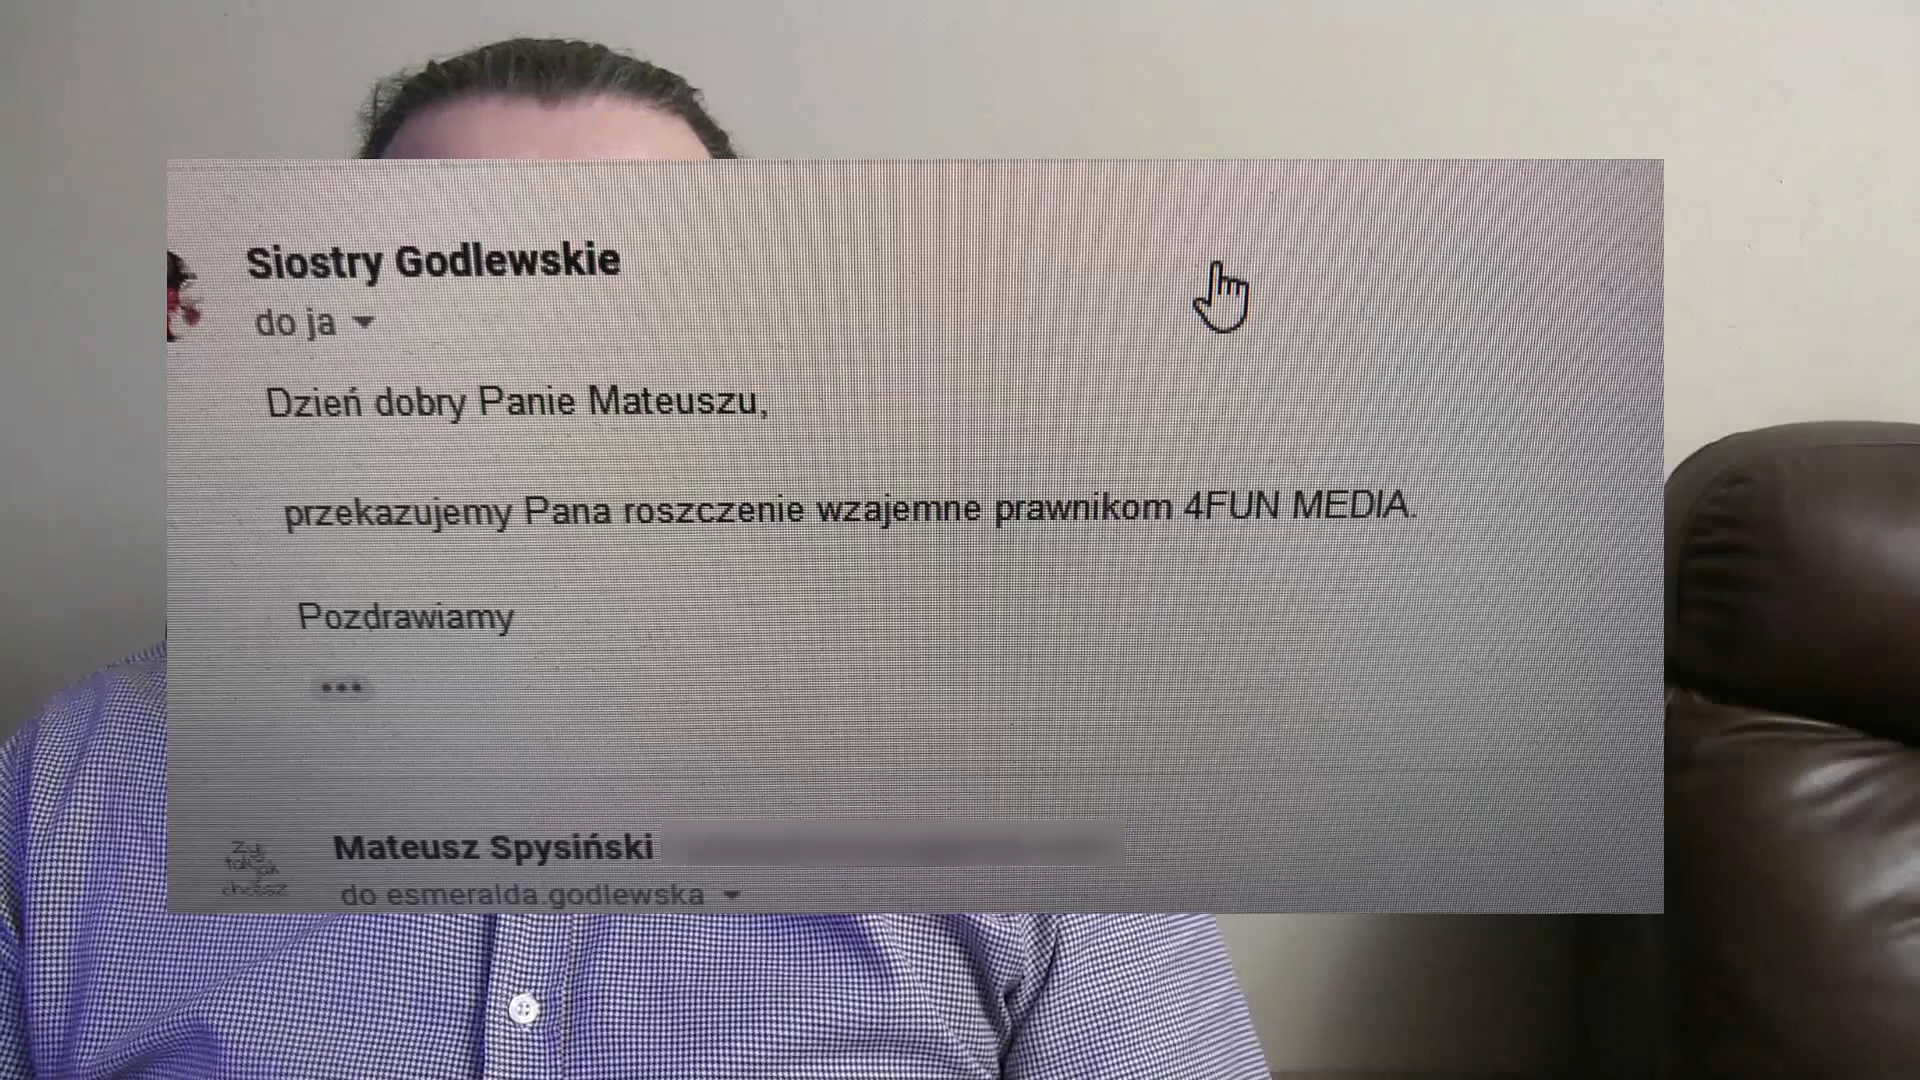 Siostry Godlewskie
do ja
Dzień dobry Panie Mateuszu,
przekazujemy Pana roszczenie wzajemne prawnikom 4FUN MEDIA.
Pozdrawiamy
Mateusz Spysiński
do esmeralda.godlewska
chcesz